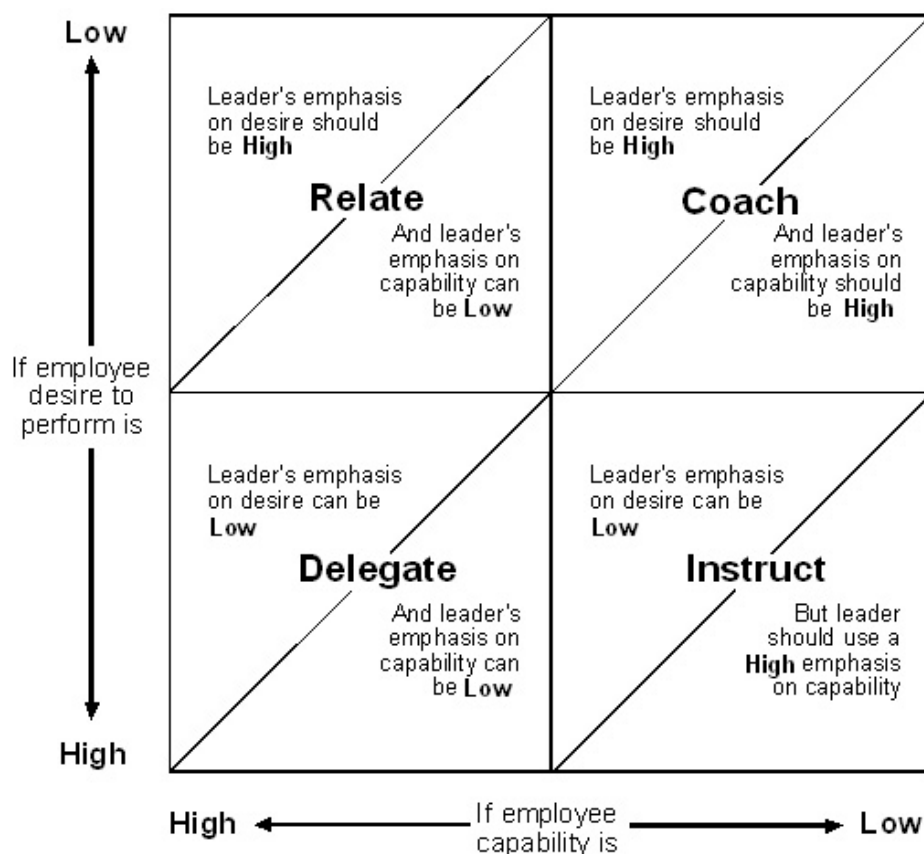 Low
Leader's emphasis
on desire should
be High
Relate
And leader's
emphasis on
capability can
be Low
Leader's emphasis
on desire should
be High
Coach
And leader's
emphasis on
capability should
be High
If employee
desire to
perform is
Leader's emphasis
on desire can be
Low
Delegate
And leader's
emphasis on
capability can
be Low
Leader's emphasis
on desire can be
Low
Instruct
But leader
should use a
High emphasis
on capability
High
High
If employee
capability is
Low